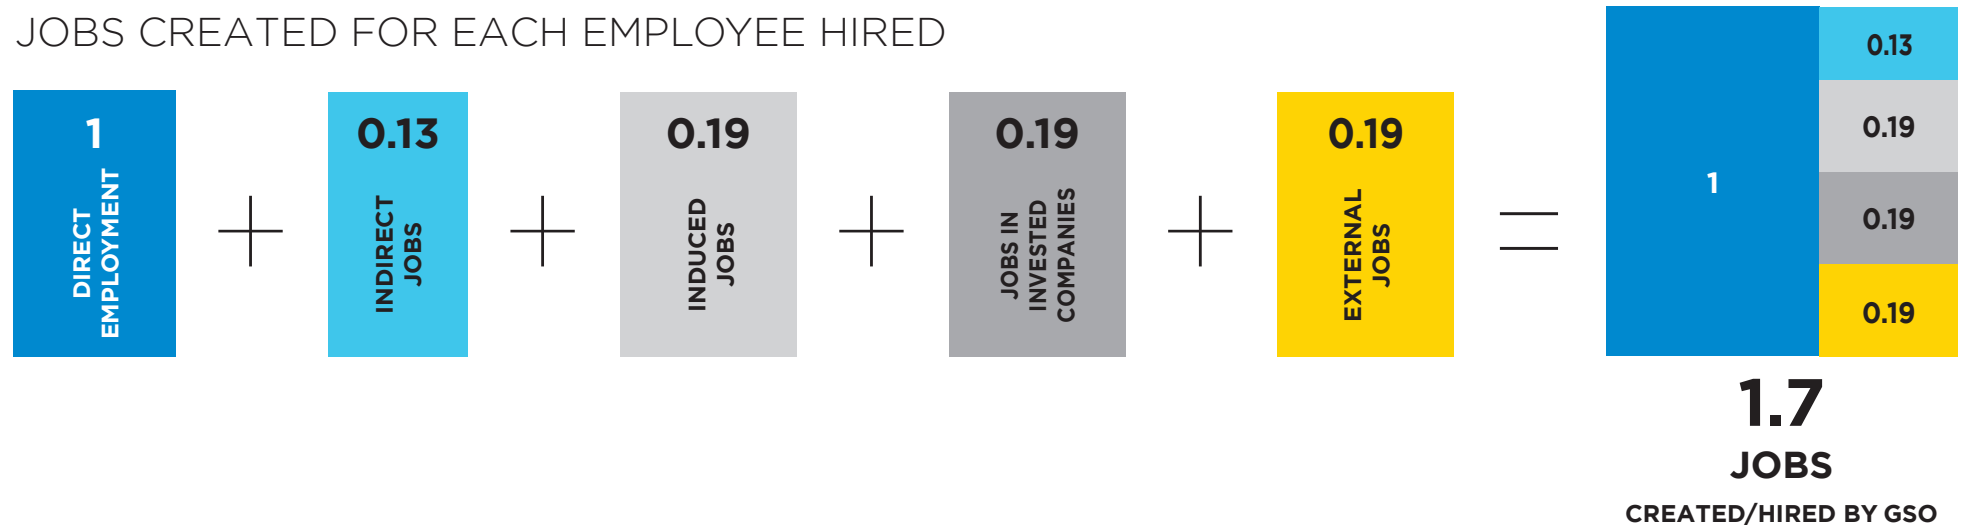 JOBS CREATED FOR EACH EMPLOYEE HIRED
1
DIRECT
EMPLOYMENT
+
0.13
INDIRECT
JOBS
+
0.19
INDUCED
JOBS
+
0.19
JOBS IN
INVESTED
COMPANIES
+
0.19
EXTERNAL
JOBS
=
1
0.13
0.19
0.19
0.19
1.7
JOBS
CREATED/HIRED BY GSO